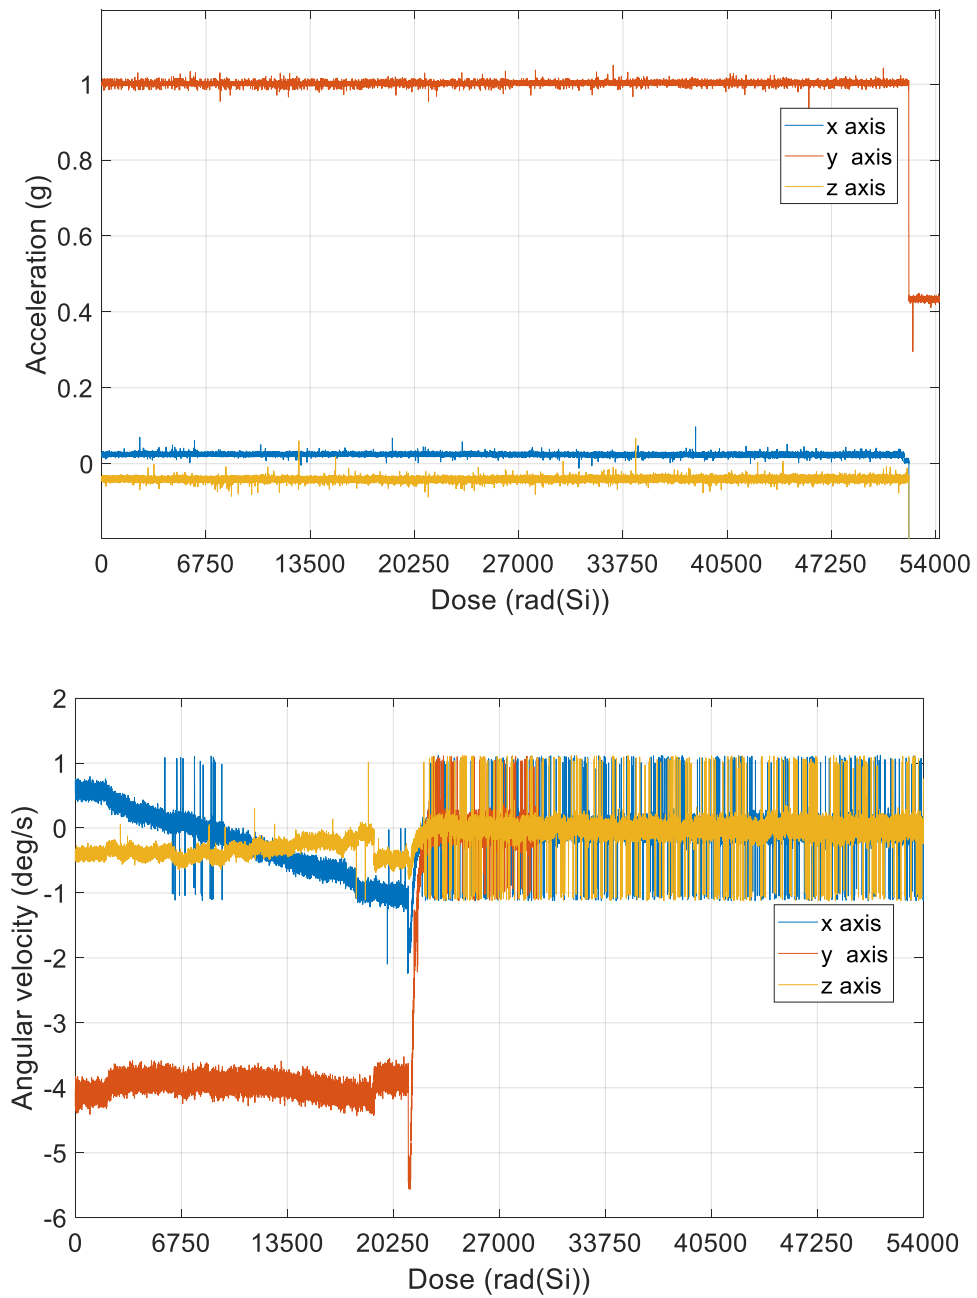 1
0.8
0.6
0.4
0.2
0
Acceleration (g)
x axis
y axis
z axis
0 6750 13500 20250 27000 33750 40500 47250 54000
Dose (rad(Si))
2
1
0
-1
-2
-3
-4
-5
-6
Angular velocity (deg/s)
x axis
y axis
z axis
0 6750 13500 20250 27000 33750 40500 47250 54000
Dose (rad(Si))